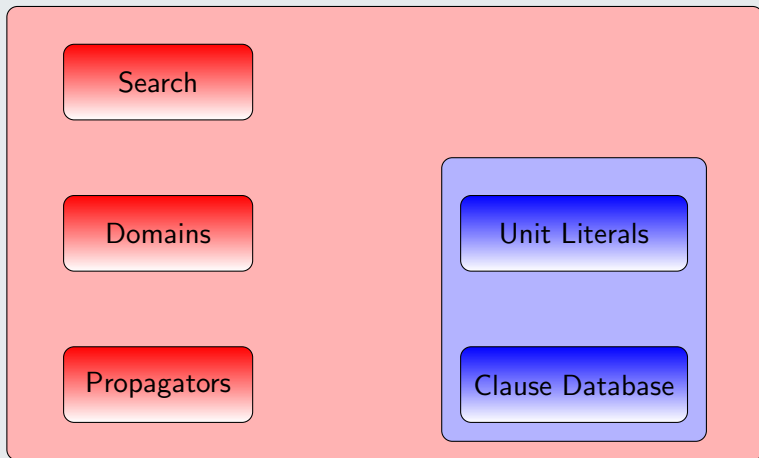 Search
Domains
Unit Literals
Propagators
Clause Database